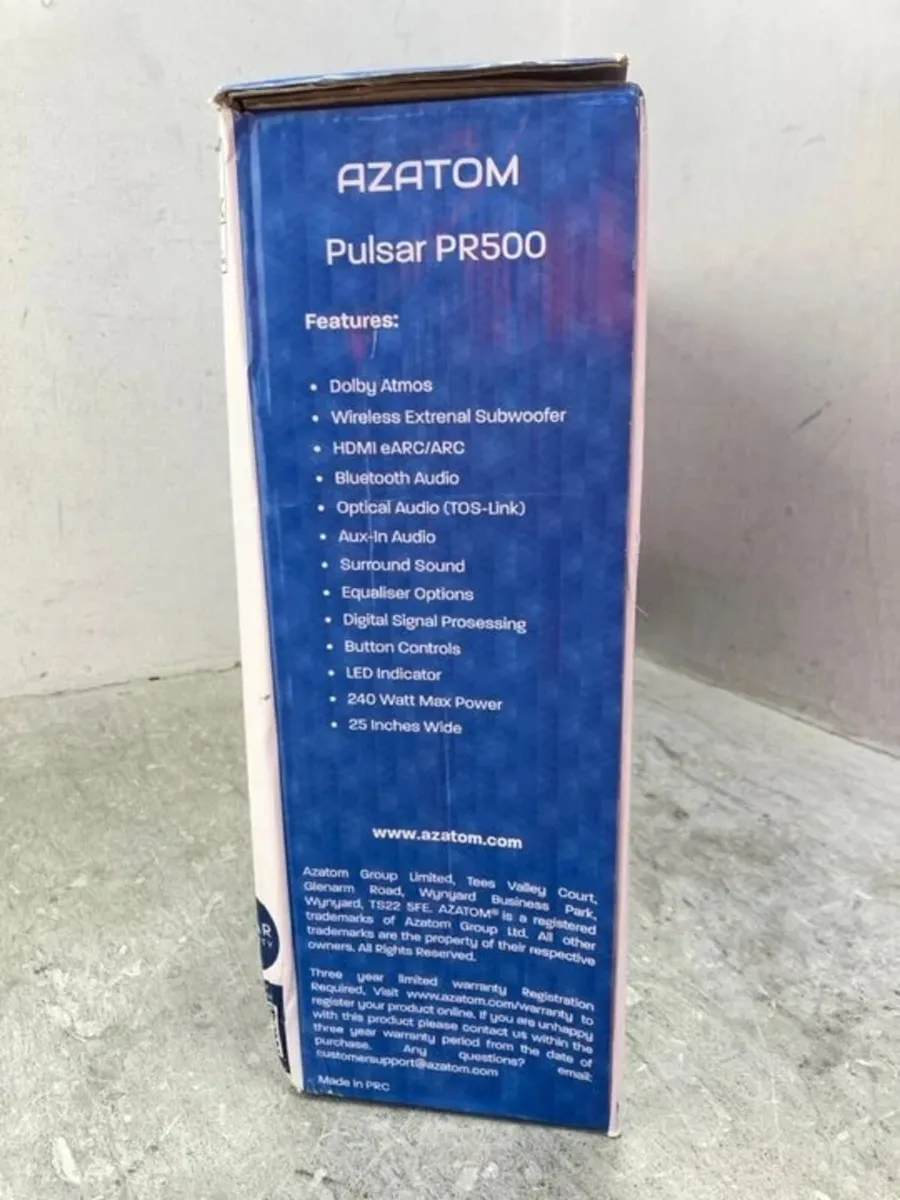 AZATOM
Pulsar PR500
Features:
• Dolby Atmos
• Wireless Extrenal Subwoofer
• HDMI eARC/ARC
• Bluetooth Audio
• Optical Audio (TOS-Link)
• Aux-In Audio
• Surround Sound
• Equaliser Options
• Digital Signal Prosessing
• Button Controls
• LED Indicator
• 240 Watt Max Power
• 25 Inches Wide
www.azatom.com
Azatom Group Limited, Tees Valley Court,
Glenarm Road, Wynyard Business Park,
Wynyard, TS22 5FE. AZATOM® is a registered
trademarks of Azatom Group Ltd. All other
trademarks are the property of their respective
owners. All Rights Reserved.
Three year limited warranty Registration
Required, Visit www.azatom.com/warranty to
register your product online. If you are unhappy
with this product please contact us within the
three year warranty period from the date of
purchase. Any questions? email:
customersupport@azatom.com
Made in PRC